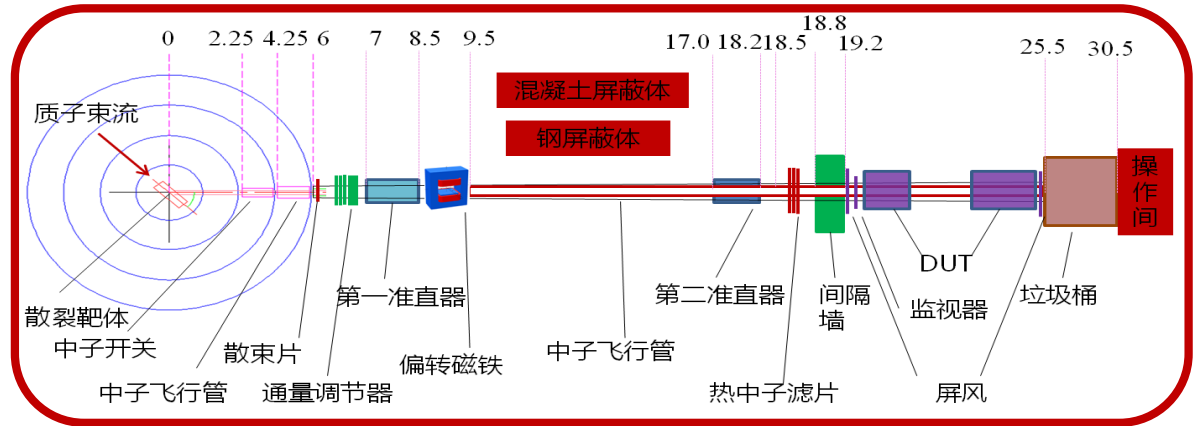 0 2.25 4.25 6 7 8.5 9.5 17.0 18.2 18.5 18.8 19.2 25.5 30.5
混凝土屏蔽体
钢屏蔽体
质子束流
操作间
DUT
散裂靶体
中子开关
中子飞行管
散束片
通量调节器
第一准直器
偏转磁铁
中子飞行管
第二准直器
热中子滤片
间隔
墙
监视器
屏风
垃圾桶